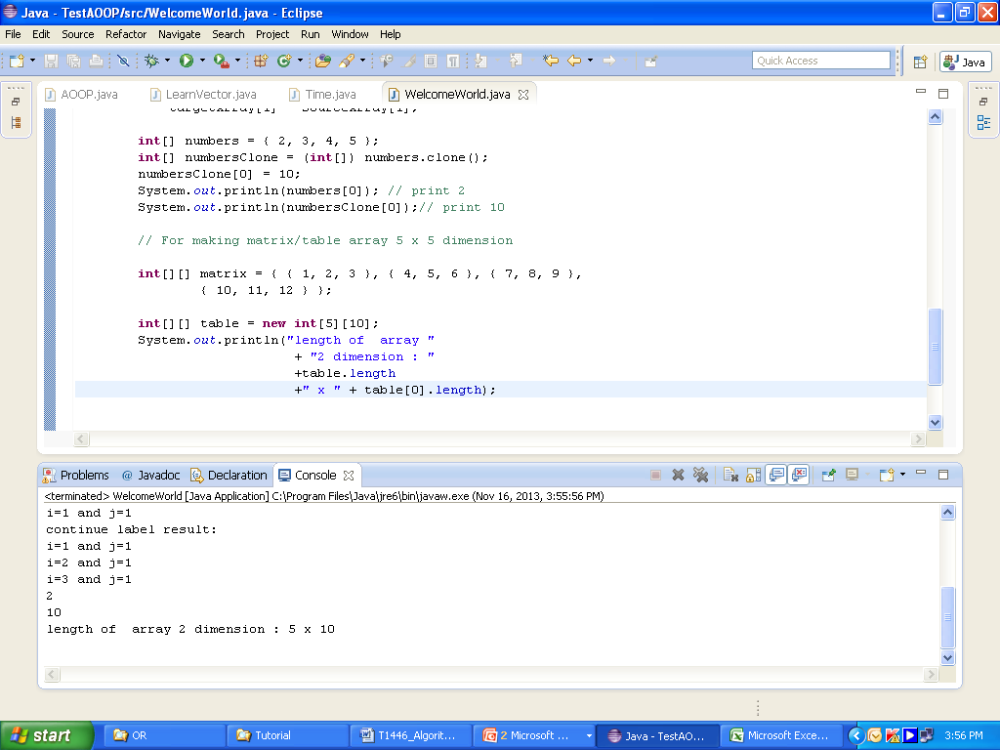 Java - TestAOOP/src/WelcomeWorld.java - Eclipse
File Edit Source Refactor Navigate Search Project Run Window Help
Quick Access
Java
AOOP.java LearnVector.java Time.java WelcomeWorld.java
targetArray[i] = sourceArray[i];
int[] numbers = { 2, 3, 4, 5 };
int[] numbersClone = (int[]) numbers.clone();
numbersClone[0] = 10;
System.out.println(numbers[0]); // print 2
System.out.println(numbersClone[0]);// print 10
// For making matrix/table array 5 x 5 dimension
int[][] matrix = { { 1, 2, 3 }, { 4, 5, 6 }, { 7, 8, 9 },
{ 10, 11, 12 } };
int[][] table = new int[5][10];
System.out.println("length of  array "
+ "2 dimension : "
+table.length
+" x " + table[0].length);
Problems @ Javadoc Declaration Console
<terminated> WelcomeWorld [Java Application] C:\Program Files\Java\jre6\bin\javaw.exe (Nov 16, 2013, 3:55:56 PM)
i=1 and j=1
continue label result:
i=1 and j=1
i=2 and j=1
i=3 and j=1
2
10
length of  array 2 dimension : 5 x 10
start OR Tutorial T1446_Algorit... 2 Microsoft ... Java - TestAO... Microsoft Exce... 3:56 PM